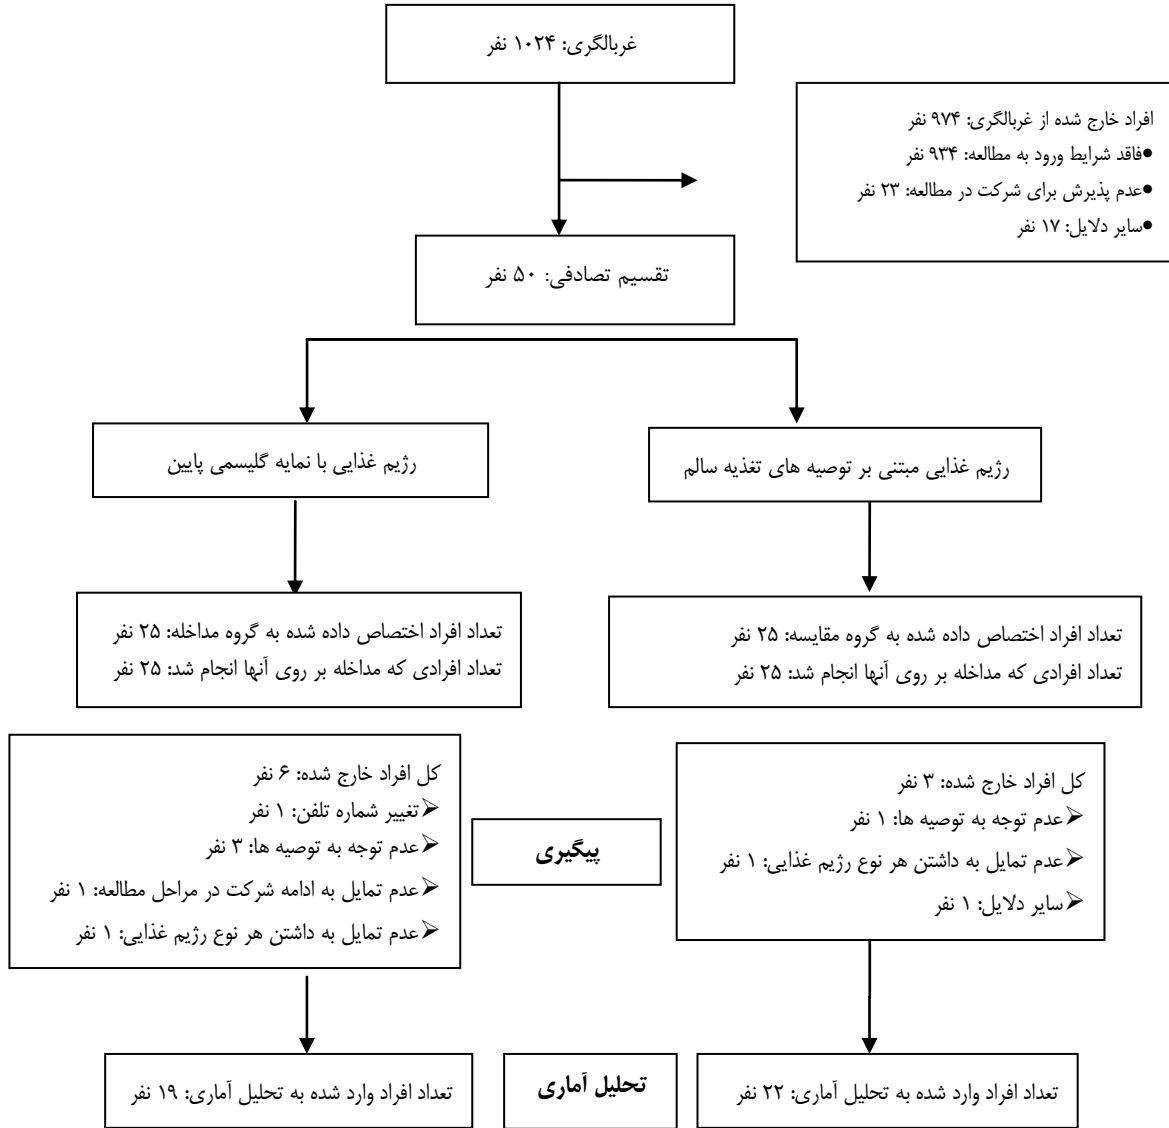 غربالگری: ۱۰۲۴ نفر
افراد خارج شده از غربالگری: ۹۷۴ نفر
●فاقد شرایط ورود به مطالعه: ۹۳۴ نفر
●عدم پذیرش برای شرکت در مطالعه: ۲۳ نفر
●سایر دلایل: ۱۷ نفر
تقسیم تصادفی: ۵۰ نفر
رژیم غذایی مبتنی بر توصیه های تغذیه سالم
رژیم غذایی با نمایه گلیسمی پایین
تعداد افراد اختصاص داده شده به گروه مقایسه: ۲۵ نفر
تعداد افرادی که مداخله بر روی آنها انجام شد: ۲۵ نفر
تعداد افراد اختصاص داده شده به گروه مداخله: ۲۵ نفر
تعداد افرادی که مداخله بر روی آنها انجام شد: ۲۵ نفر
کل افراد خارج شده: ۳ نفر
➢عدم توجه به توصیه ها: ۱ نفر
➢عدم تمایل به داشتن هر نوع رژیم غذایی: ۱ نفر
➢سایر دلایل: ۱ نفر
پیگیری
کل افراد خارج شده: ۶ نفر
➢تغییر شماره تلفن: ۱ نفر
➢عدم توجه به توصیه ها: ۳ نفر
➢عدم تمایل به ادامه شرکت در مراحل مطالعه: ۱ نفر
➢عدم تمایل به داشتن هر نوع رژیم غذایی: ۱ نفر
تعداد افراد وارد شده به تحلیل آماری: ۲۲ نفر
تحلیل آماری
تعداد افراد وارد شده به تحلیل آماری: ۱۹ نفر